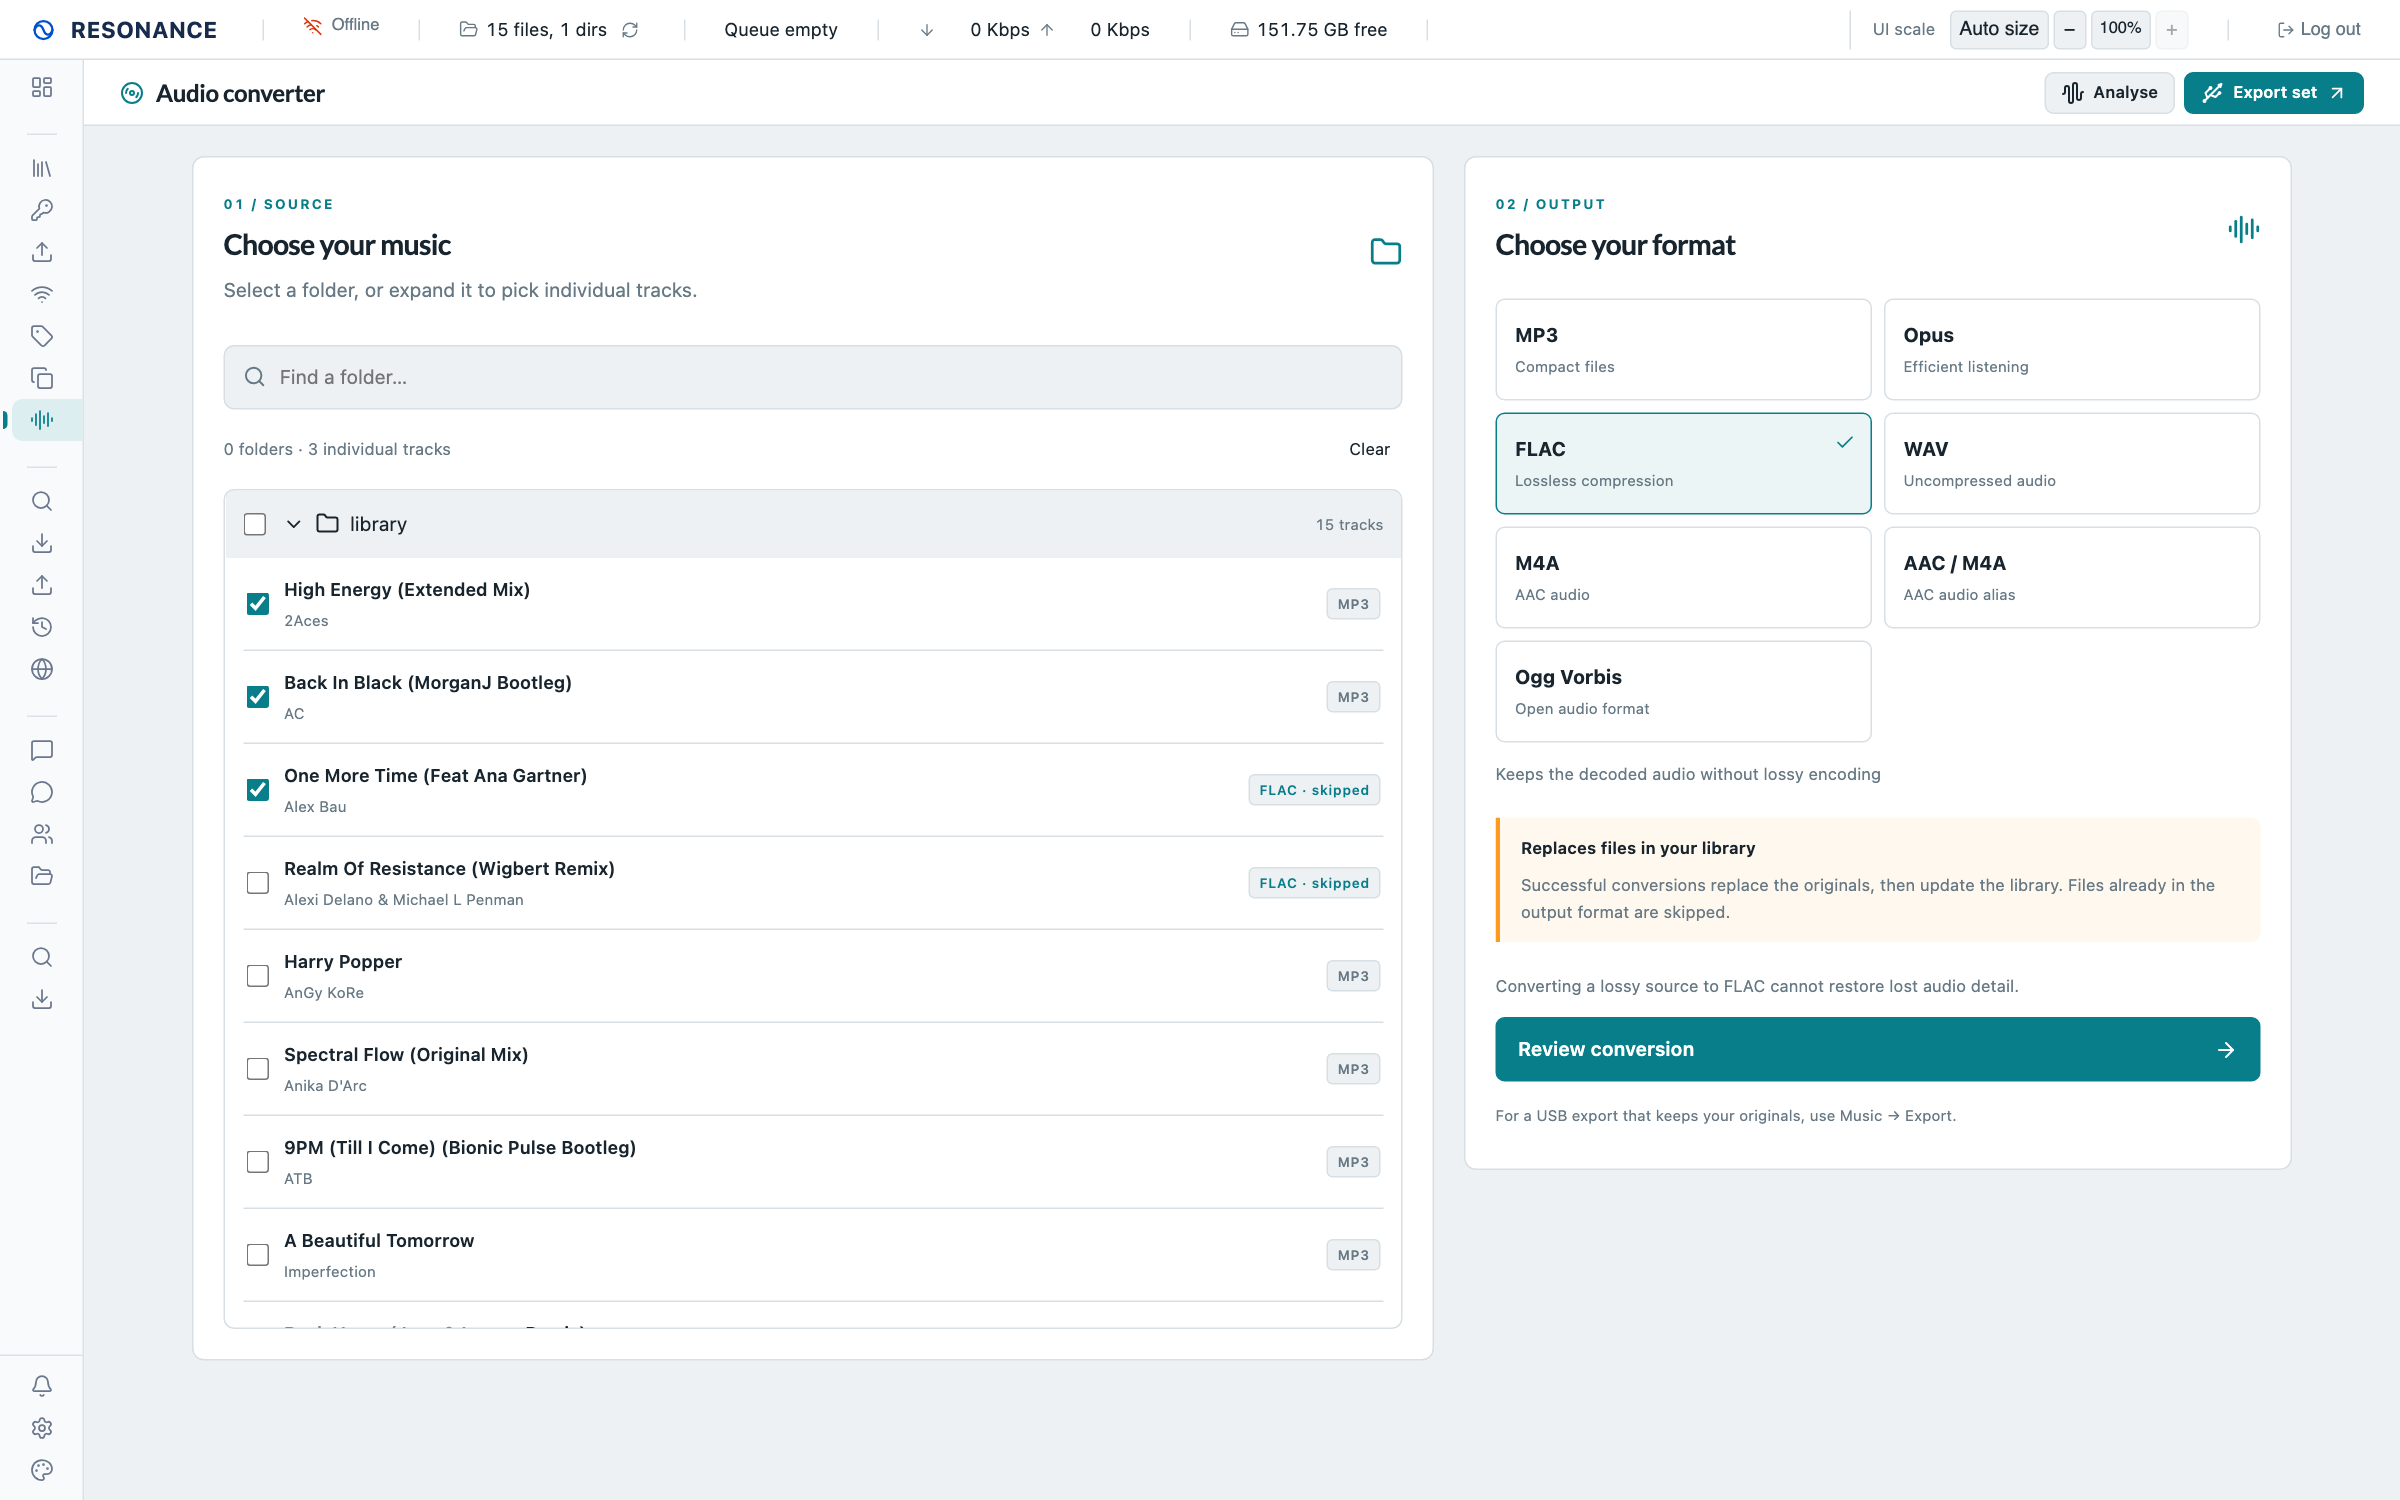 RESONANCE
Offline
15 files, 1 dirs
Queue empty
0 Kbps
0 Kbps
151.75 GB free
UI scale
Auto size
−
100%
+
Log out
Audio converter
Analyse
Export set
01 / SOURCE
Choose your music
Select a folder, or expand it to pick individual tracks.
Find a folder...
0 folders · 3 individual tracks
Clear
library
15 tracks
High Energy (Extended Mix)
2Aces
MP3
Back In Black (MorganJ Bootleg)
AC
MP3
One More Time (Feat Ana Gartner)
Alex Bau
FLAC · skipped
Realm Of Resistance (Wigbert Remix)
Alexi Delano & Michael L Penman
FLAC · skipped
Harry Popper
AnGy KoRe
MP3
Spectral Flow (Original Mix)
Anika D'Arc
MP3
9PM (Till I Come) (Bionic Pulse Bootleg)
ATB
MP3
A Beautiful Tomorrow
Imperfection
MP3
02 / OUTPUT
Choose your format
MP3
Compact files
Opus
Efficient listening
FLAC
Lossless compression
WAV
Uncompressed audio
M4A
AAC audio
AAC / M4A
AAC audio alias
Ogg Vorbis
Open audio format
Keeps the decoded audio without lossy encoding
Replaces files in your library
Successful conversions replace the originals, then update the library. Files already in the
output format are skipped.
Converting a lossy source to FLAC cannot restore lost audio detail.
Review conversion →
For a USB export that keeps your originals, use Music → Export.